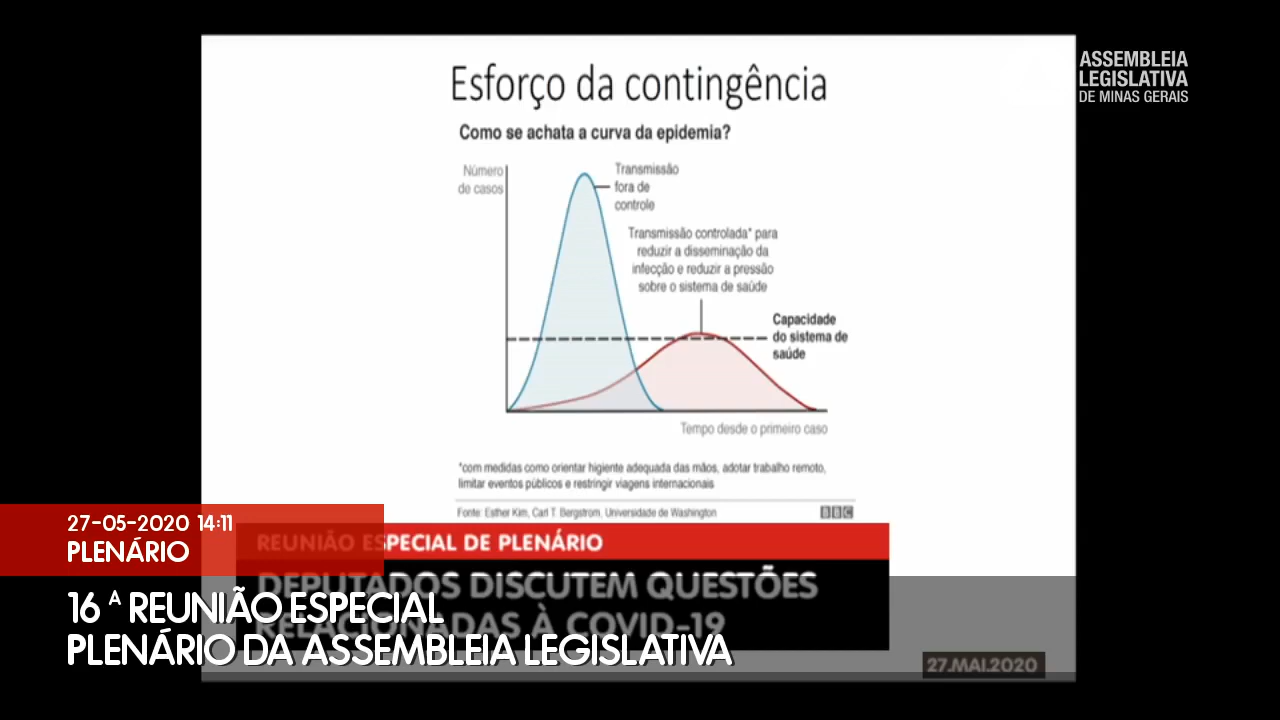 ASSEMBLEIA
LEGISLATIVA
DE MINAS GERAIS
Esforço da contingência
Como se achata a curva da epidemia?
Número
de casos
Transmissão
fora de
controle
Transmissão controlada* para
reduzir a disseminação da
infecção e reduzir a pressão
sobre o sistema de saúde
Capacidade
do sistema de
saúde
Tempo desde o primeiro caso
*com medidas como orientar higiente adequada das mãos, adotar trabalho remoto,
limitar eventos públicos e restringir viagens internacionais
Fonte: Esther Kim, Carl T. Bergstrom, Universidade de Washington
BBC
27-05-2020 14:11
PLENÁRIO
REUNIÃO ESPECIAL DE PLENÁRIO
DEPUTADOS DISCUTEM QUESTÕES
RELACIONADAS À COVID-19
16 ª REUNIÃO ESPECIAL
PLENÁRIO DA ASSEMBLEIA LEGISLATIVA
27.MAI.2020